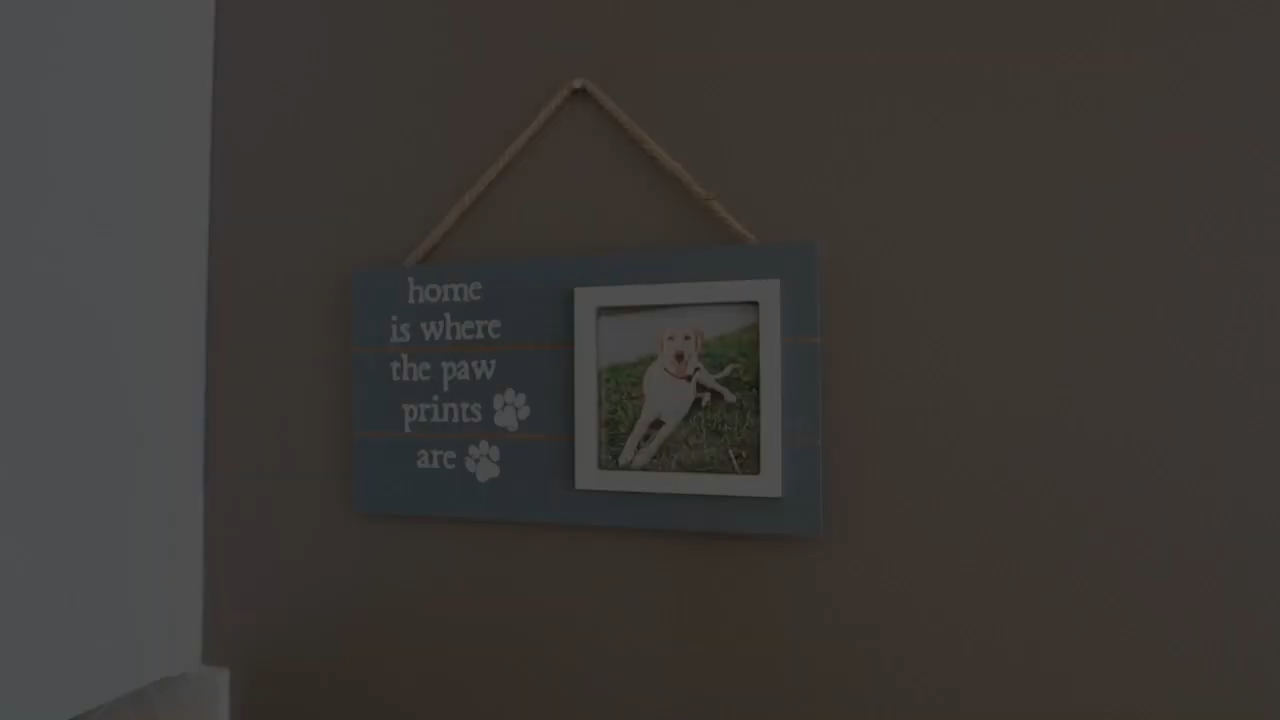 home
is where
the paw
prints
are